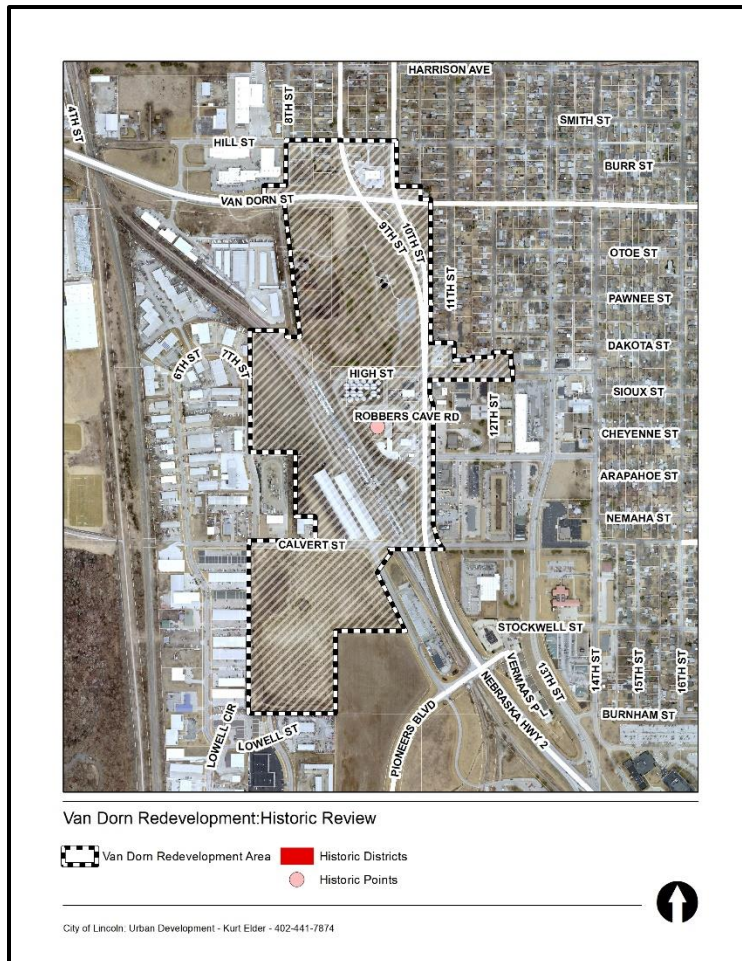 HARRISON AVE
4TH ST
8TH ST
SMITH ST
HILL ST
BURR ST
VAN DORN ST
9TH ST
10TH ST
11TH ST
OTOE ST
PAWNEE ST
DAKOTA ST
6TH ST
7TH ST
HIGH ST
SIOUX ST
ROBBERS CAVE RD
12TH ST
CHEYENNE ST
ARAPAHOE ST
NEMAHA ST
CALVERT ST
STOCKWELL ST
VERMAAS PL
13TH ST
14TH ST
15TH ST
16TH ST
NEBRASKA HWY 2
PIONEERS BLVD
BURNHAM ST
LOWELL CIR
LOWELL ST
Van Dorn Redevelopment:Historic Review
Van Dorn Redevelopment Area
Historic Districts
Historic Points
City of Lincoln: Urban Development - Kurt Elder - 402-441-7874